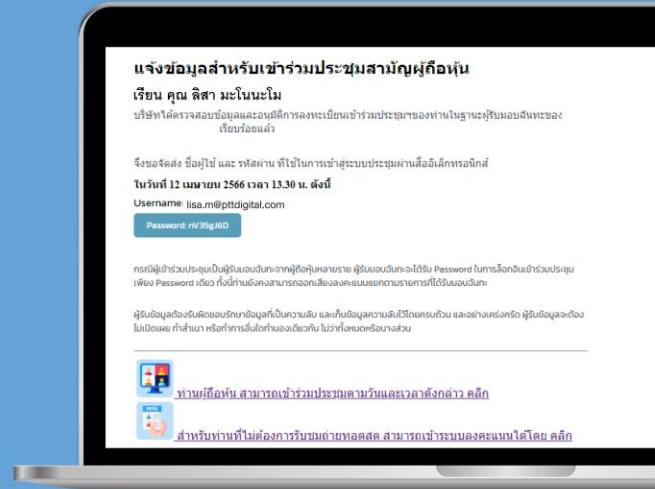 แจ้งข้อมูลสำหรับเข้าร่วมประชุมสามัญผู้ถือหุ้น
เรียน คุณ ลิสา มะโนนะโม
บริษัทได้ตรวจสอบข้อมูลและอนุมัติการลงทะเบียนเข้าร่วมประชุมฯของท่านในฐานะผู้รับมอบฉันทะของ
เรียบร้อยแล้ว
จึงขอจัดส่ง ชื่อผู้ใช้ และ รหัสผ่าน ที่ใช้ในการเข้าสู่ระบบประชุมผ่านสื่ออิเล็กทรอนิกส์
ในวันที่ 12 เมษายน 2566 เวลา 13.30 น. ดังนี้
Username: lisa.m@pttdigital.com
Password: nV35gJ6D
กรณีผู้เข้าร่วมประชุมเป็นผู้รับมอบฉันทะจากผู้ถือหุ้นหลายราย ผู้รับมอบฉันทะจะได้รับ Password ในการล็อกอินเข้าร่วมประชุม
เพียง Password เดียว ทั้งนี้ท่านยังคงสามารถออกเสียงลงคะแนนแยกตามรายการที่ได้รับมอบฉันทะ
ผู้รับข้อมูลต้องรับผิดชอบรักษาข้อมูลที่เป็นความลับ และเก็บข้อมูลความลับไว้โดยครบถ้วน และอย่างเคร่งครัด ผู้รับข้อมูลจะต้อง
ไม่เปิดเผย ทำสำเนา หรือทำการอื่นใดทำนองเดียวกัน ไม่ว่าทั้งหมดหรือบางส่วน
ท่านผู้ถือหุ้น สามารถเข้าร่วมประชุมตามวันและเวลาดังกล่าว คลิก
สำหรับท่านที่ไม่ต้องการรับชมถ่ายทอดสด สามารถเข้าระบบลงคะแนนได้โดย คลิก